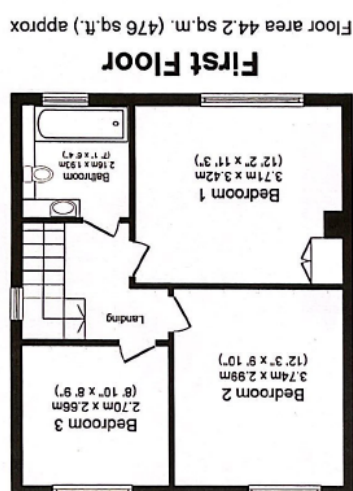 Bedroom 2
3.74m x 2.99m
(12' 3" x 9' 10")
Bedroom 3
2.70m x 2.66m
(8' 10" x 8' 9")
Landing
Bedroom 1
3.71m x 3.42m
(12' 2" x 11' 3")
Bathroom
2.16m x 1.93m
(7' 1" x 6' 4")
First Floor
Floor area 44.2 sq.m. (476 sq.ft.) approx